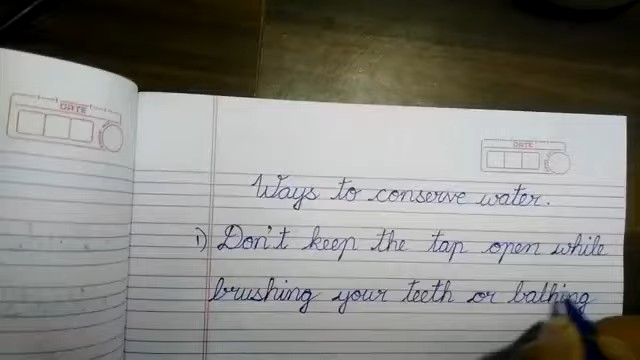 DATE
DATE
Ways to conserve water.
1) Don't keep the tap open while
brushing your teeth or bathing